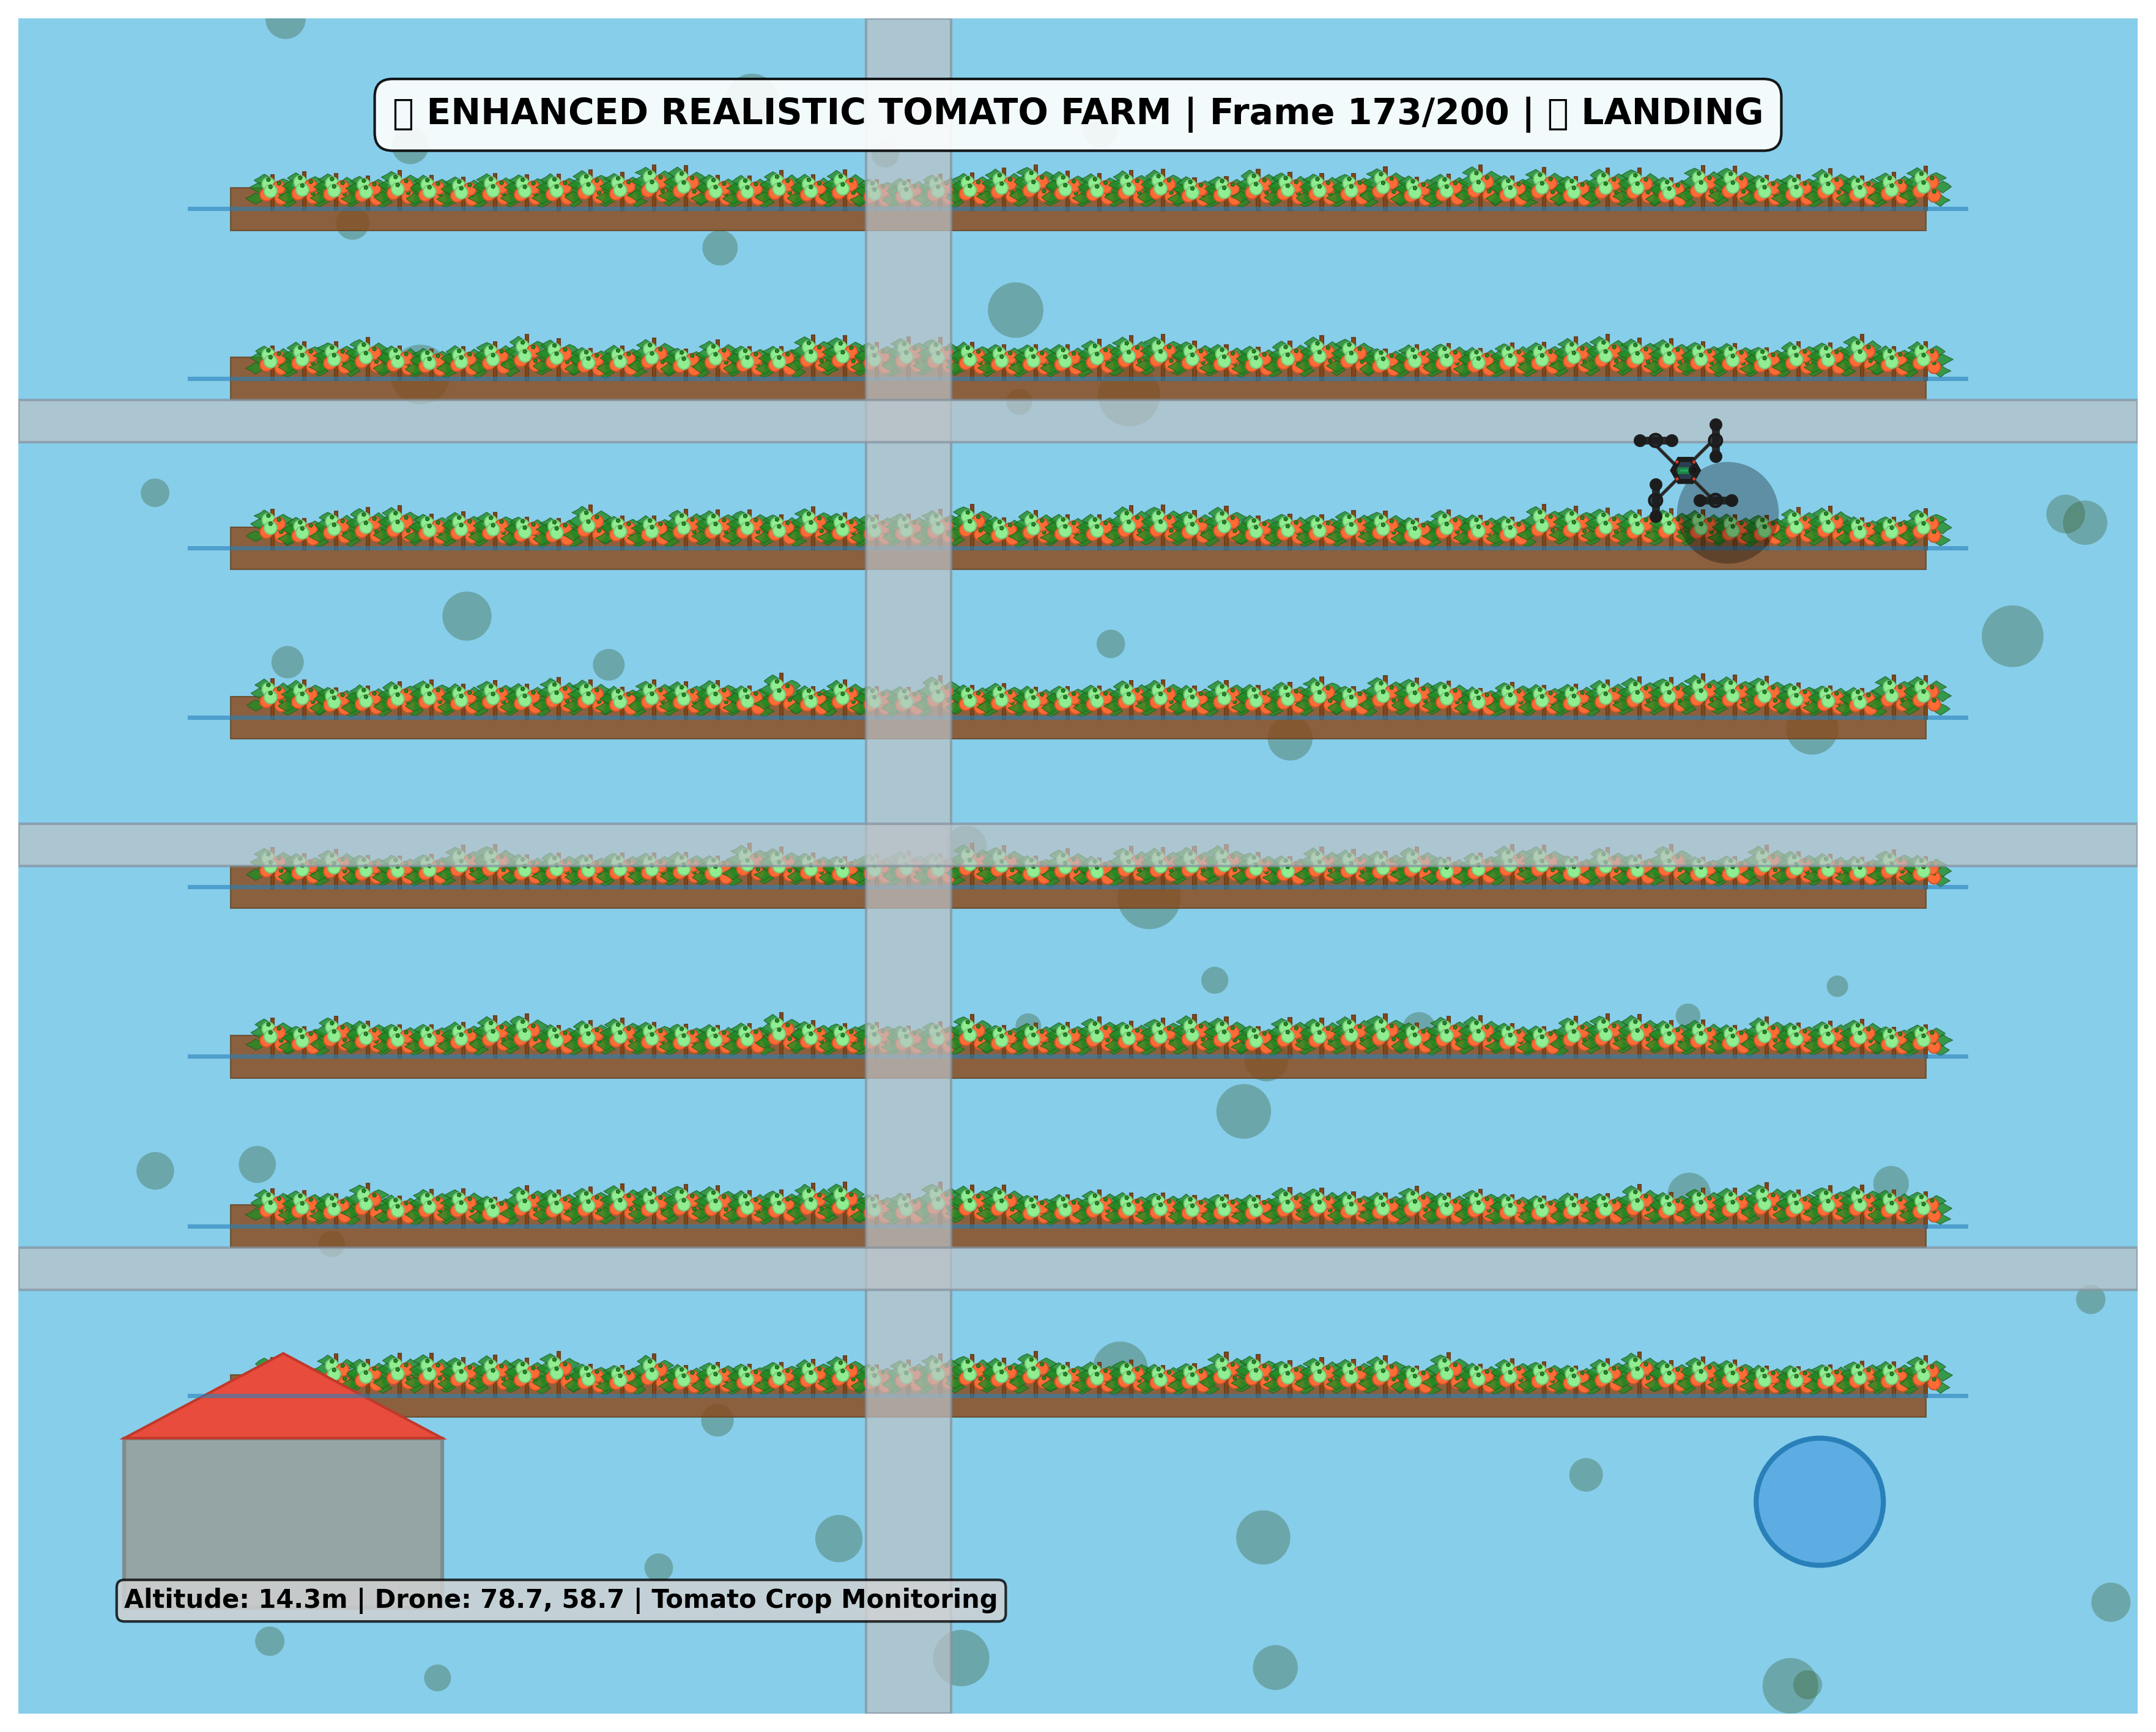 ▯ ENHANCED REALISTIC TOMATO FARM | Frame 173/200 | ▯ LANDING
Altitude: 14.3m | Drone: 78.7, 58.7 | Tomato Crop Monitoring